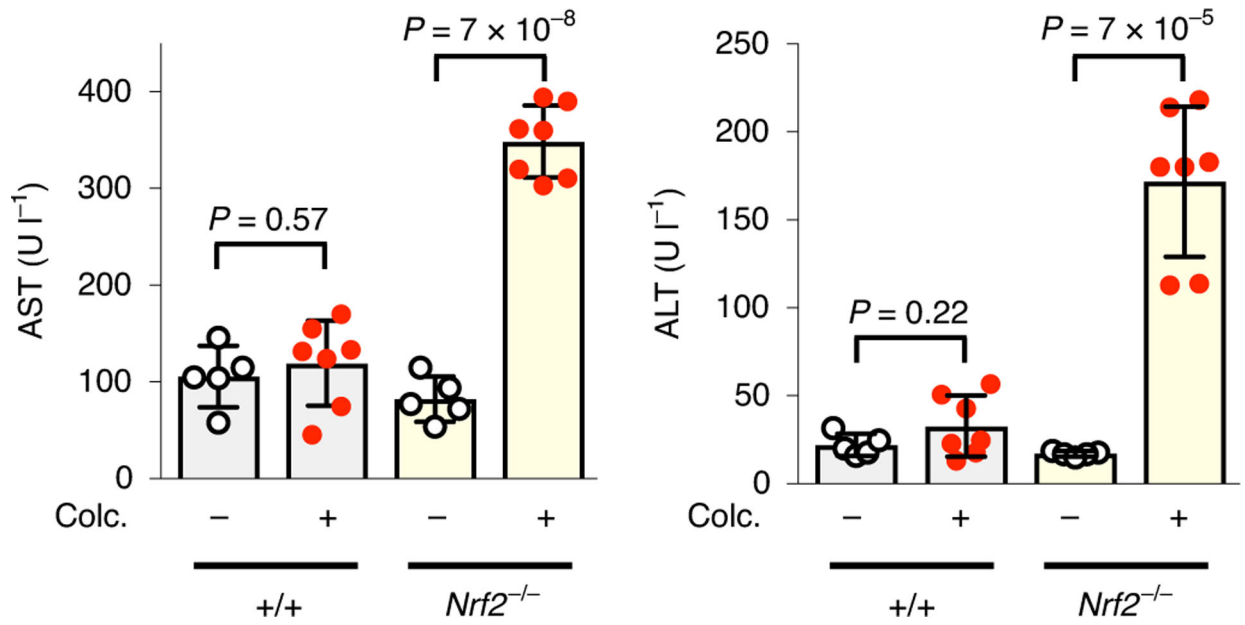 P = 7 × 10⁻⁸
400
300
P = 0.57
200
100
0
AST (U l⁻¹)
Colc. – + – +
+/+ Nrf2⁻/⁻
P = 7 × 10⁻⁵
250
200
150
100
P = 0.22
50
0
ALT (U l⁻¹)
– + – +
+/+ Nrf2⁻/⁻